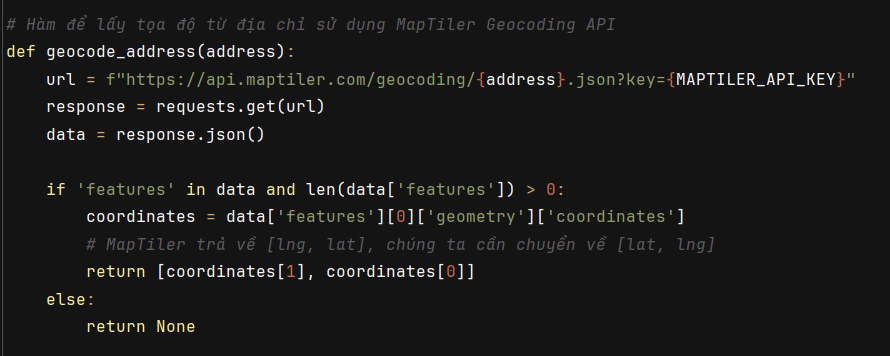 # Hàm để lấy tọa độ từ địa chỉ sử dụng MapTiler Geocoding API
def geocode_address(address):
    url = f"https://api.maptiler.com/geocoding/{address}.json?key={MAPTILER_API_KEY}"
    response = requests.get(url)
    data = response.json()

    if 'features' in data and len(data['features']) > 0:
        coordinates = data['features'][0]['geometry']['coordinates']
        # MapTiler trả về [lng, lat], chúng ta cần chuyển về [lat, lng]
        return [coordinates[1], coordinates[0]]
    else:
        return None